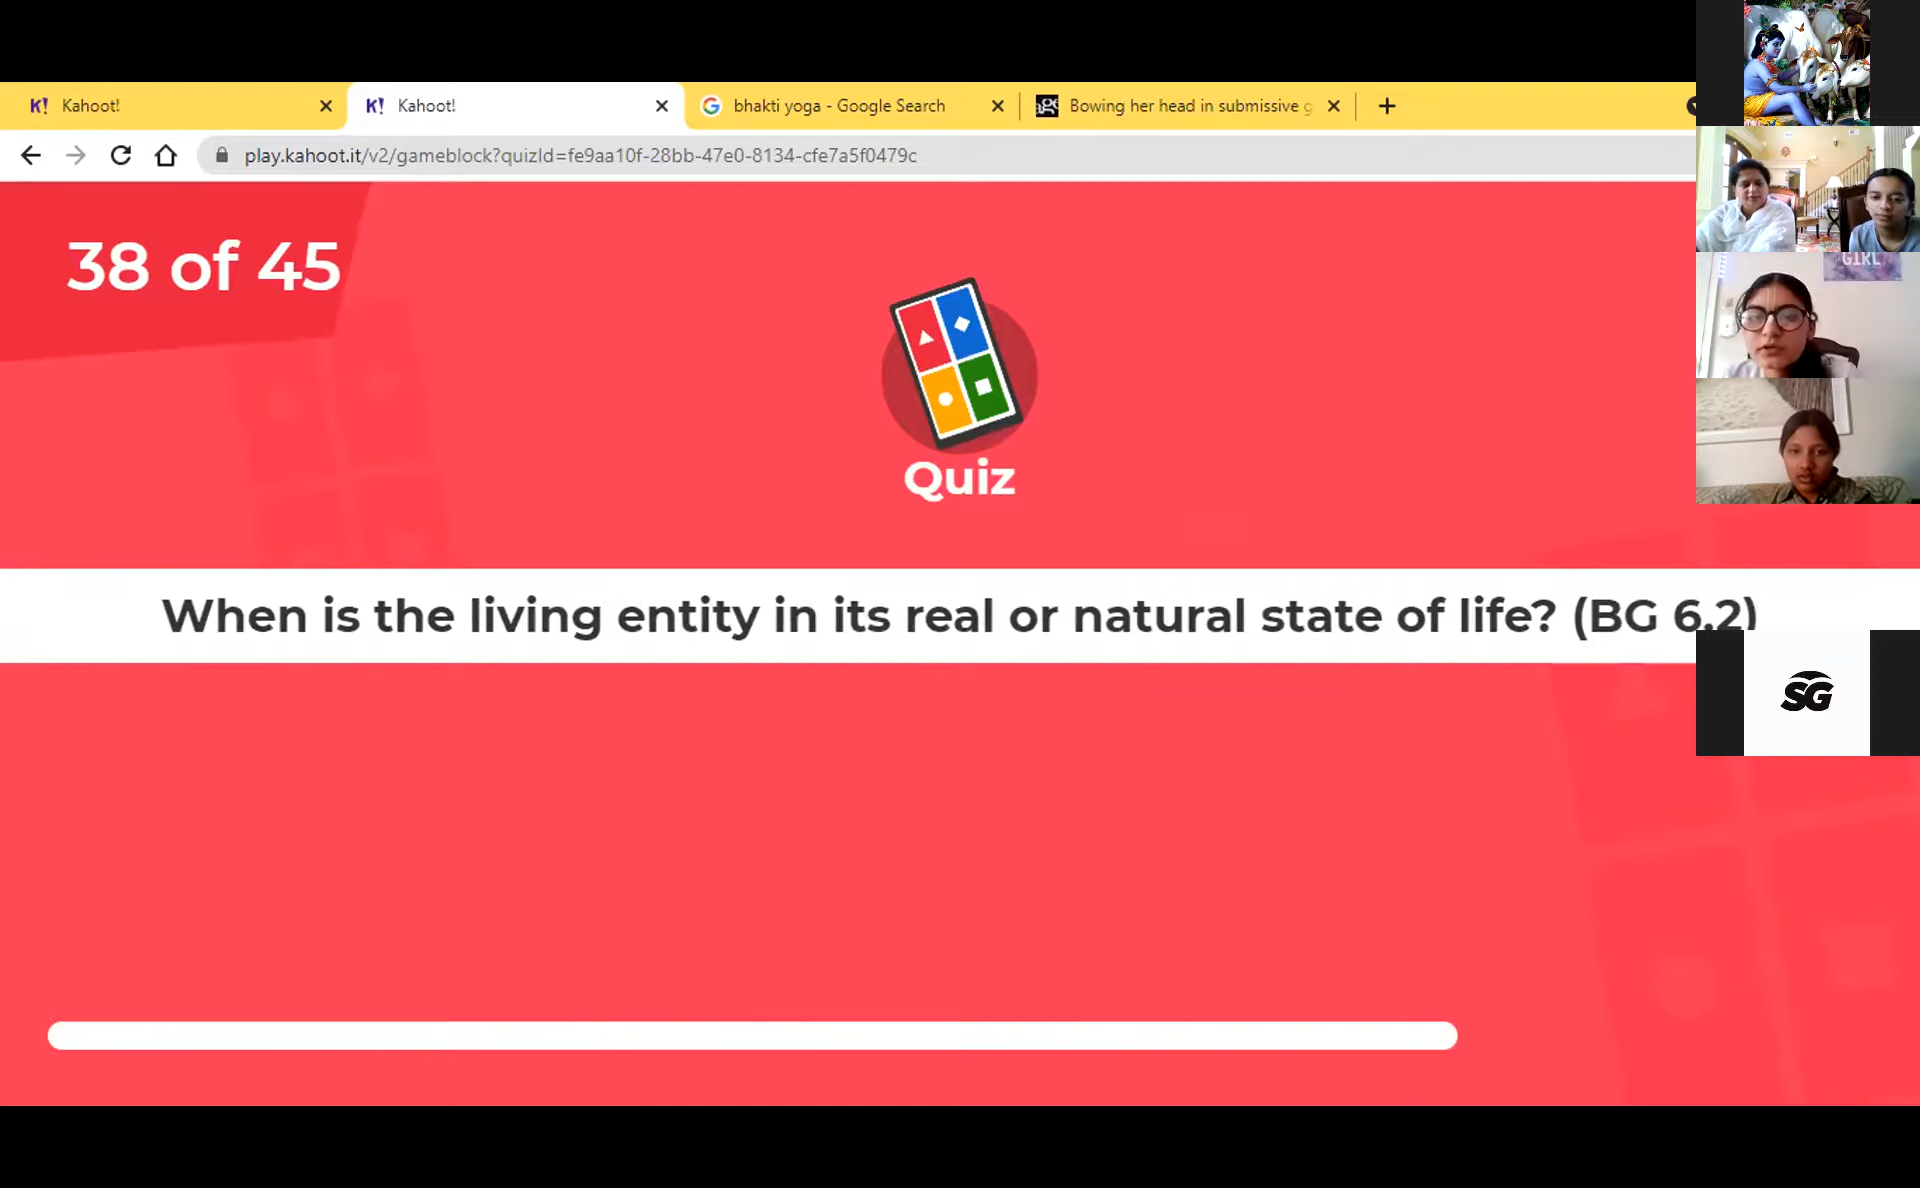 Kahoot!
Kahoot!
bhakti yoga - Google Search
Bowing her head in submissive g
play.kahoot.it/v2/gameblock?quizId=fe9aa10f-28bb-47e0-8134-cfe7a5f0479c
38 of 45
Quiz
When is the living entity in its real or natural state of life? (BG 6.2)
GIRL
SG